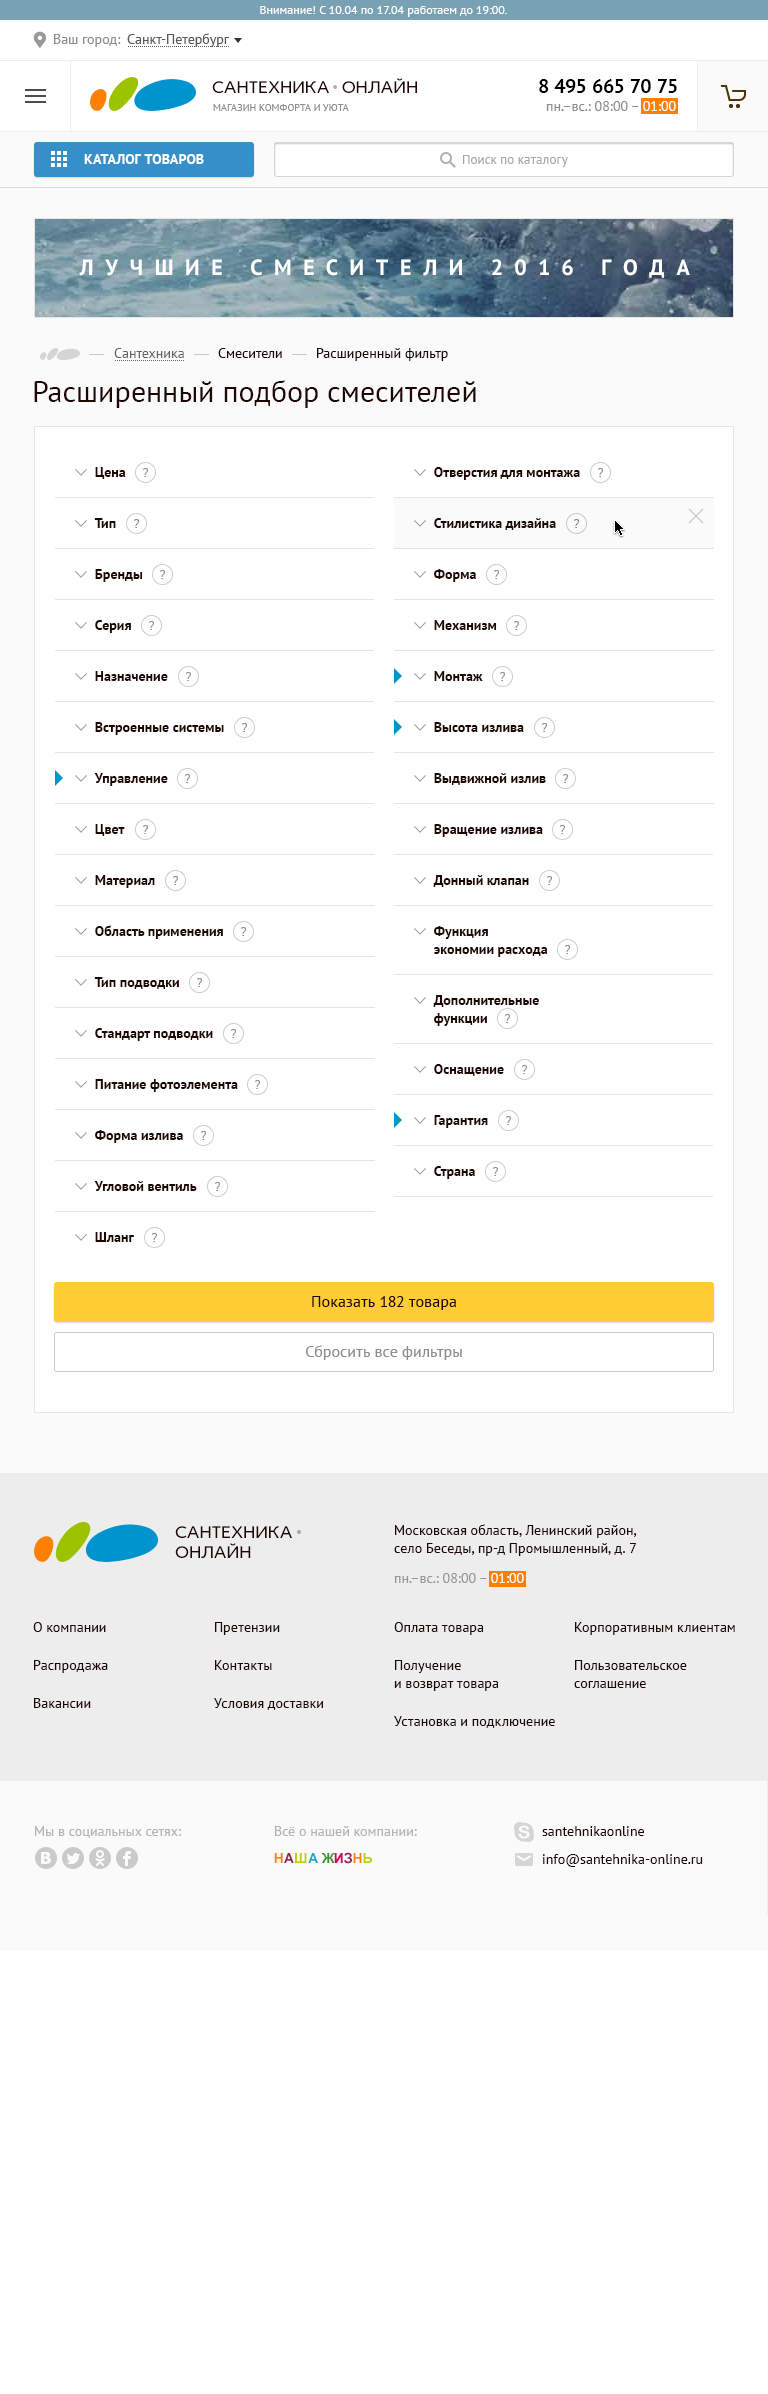 Внимание! С 10.04 по 17.04 работаем до 19:00.
Ваш город: Санкт-Петербург
САНТЕХНИКА • ОНЛАЙН
МАГАЗИН КОМФОРТА И УЮТА
8 495 665 70 75
пн.–вс.: 08:00 – 01:00
КАТАЛОГ ТОВАРОВ
Поиск по каталогу
ЛУЧШИЕ СМЕСИТЕЛИ 2016 ГОДА
— Сантехника — Смесители — Расширенный фильтр
Расширенный подбор смесителей
Цена ?
Тип ?
Бренды ?
Серия ?
Назначение ?
Встроенные системы ?
Управление ?
Цвет ?
Материал ?
Область применения ?
Тип подводки ?
Стандарт подводки ?
Питание фотоэлемента ?
Форма излива ?
Угловой вентиль ?
Шланг ?
Отверстия для монтажа ?
Стилистика дизайна ?
Форма ?
Механизм ?
Монтаж ?
Высота излива ?
Выдвижной излив ?
Вращение излива ?
Донный клапан ?
Функция
экономии расхода ?
Дополнительные
функции ?
Оснащение ?
Гарантия ?
Страна ?
Показать 182 товара
Сбросить все фильтры
САНТЕХНИКА •
ОНЛАЙН
Московская область, Ленинский район,
село Беседы, пр-д Промышленный, д. 7
пн.–вс.: 08:00 – 01:00
О компании
Распродажа
Вакансии
Претензии
Контакты
Условия доставки
Оплата товара
Получение
и возврат товара
Установка и подключение
Корпоративным клиентам
Пользовательское
соглашение
Мы в социальных сетях:
Всё о нашей компании:
НАША ЖИЗНЬ
santehnikaonline
info@santehnika-online.ru